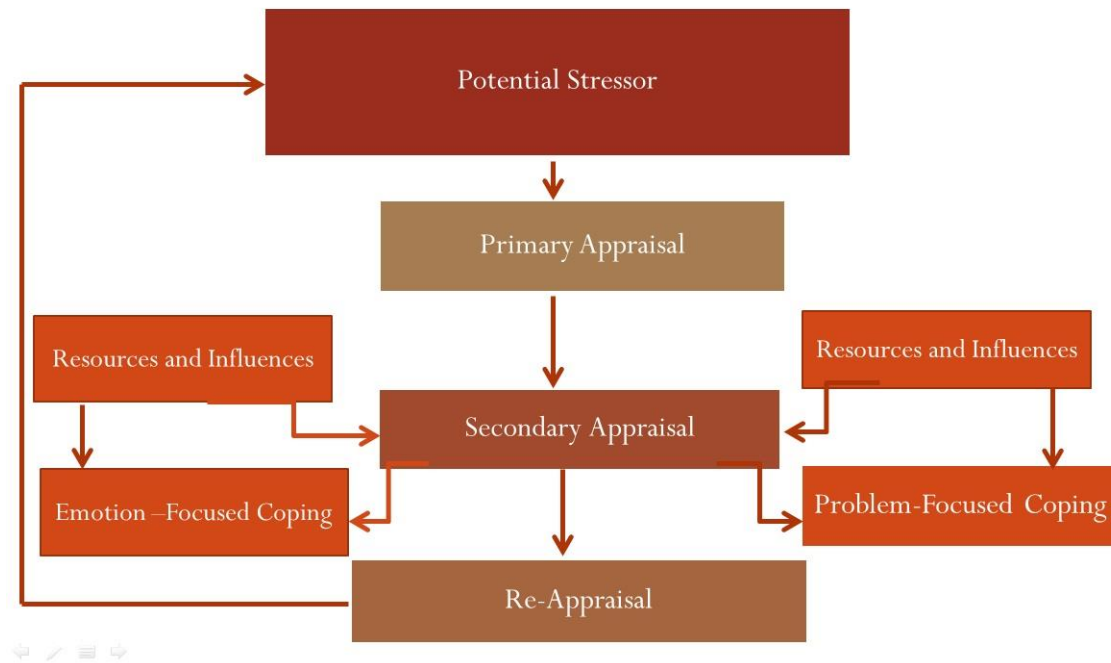 Potential Stressor
Primary Appraisal
Resources and Influences
Resources and Influences
Secondary Appraisal
Emotion –Focused Coping
Problem-Focused Coping
Re-Appraisal